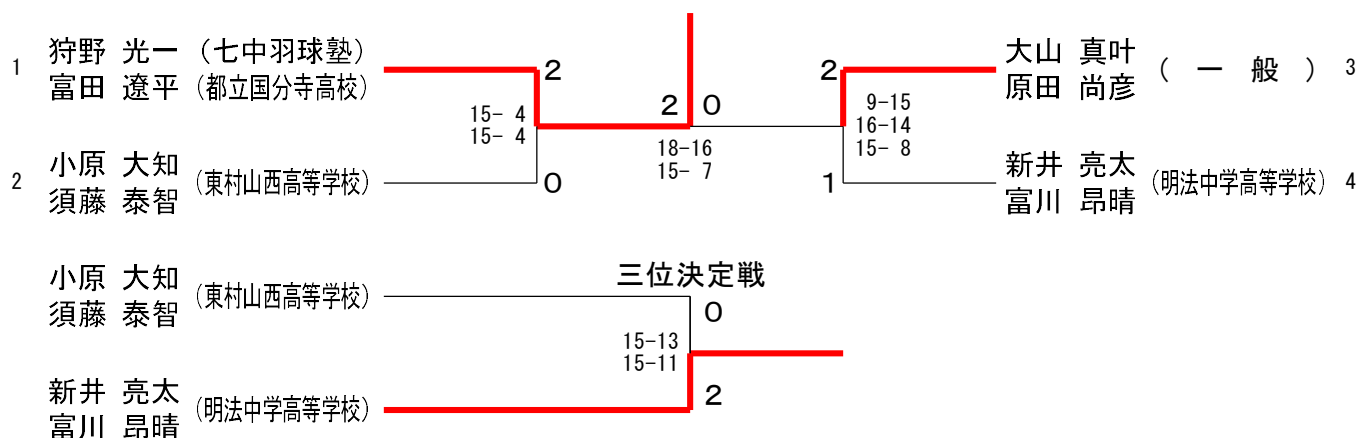 1 狩野 光一 (七中羽球塾)
富田 遼平 (都立国分寺高校)
2 小原 大知
須藤 泰智 (東村山西高等学校)
2
15- 4
15- 4
0
2 0
18-16
15- 7
2
9-15
16-14
15- 8
1
大山 真叶
原田 尚彦 ( 一 般 ) 3
新井 亮太
富川 昂晴 (明法中学高等学校) 4
三位決定戦
小原 大知
須藤 泰智 (東村山西高等学校)
0
15-13
15-11
2
新井 亮太
富川 昂晴 (明法中学高等学校)